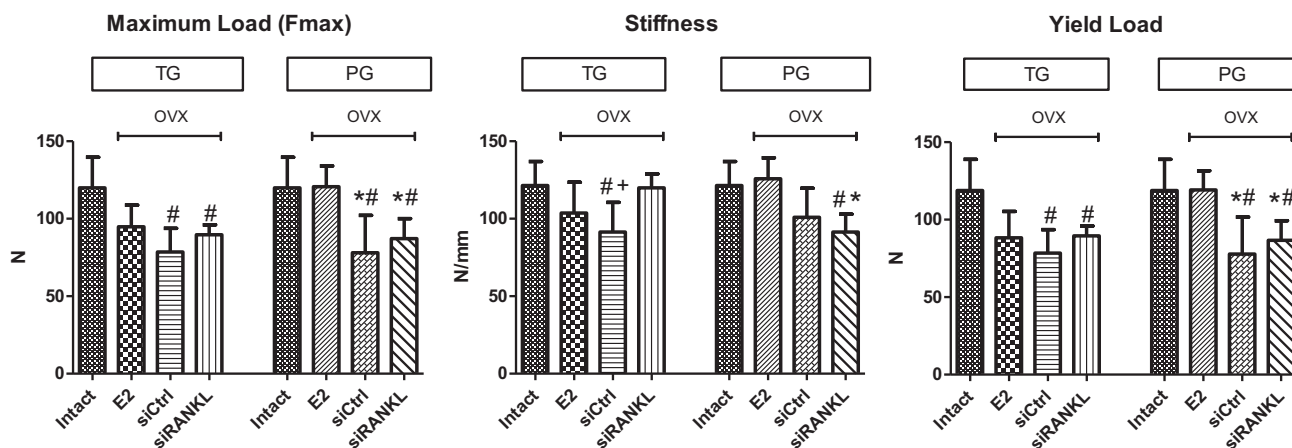 Maximum Load (Fmax)
TG
PG
OVX
OVX
150
100
50
0
N
#
#
*#
*#
Intact
E2
siCtrl
siRANKL
Intact
E2
siCtrl
siRANKL
Stiffness
TG
PG
OVX
OVX
150
100
50
0
N/mm
#+
#*
Intact
E2
siCtrl
siRANKL
Intact
E2
siCtrl
siRANKL
Yield Load
TG
PG
OVX
OVX
150
100
50
0
N
#
#
*#
*#
Intact
E2
siCtrl
siRANKL
Intact
E2
siCtrl
siRANKL